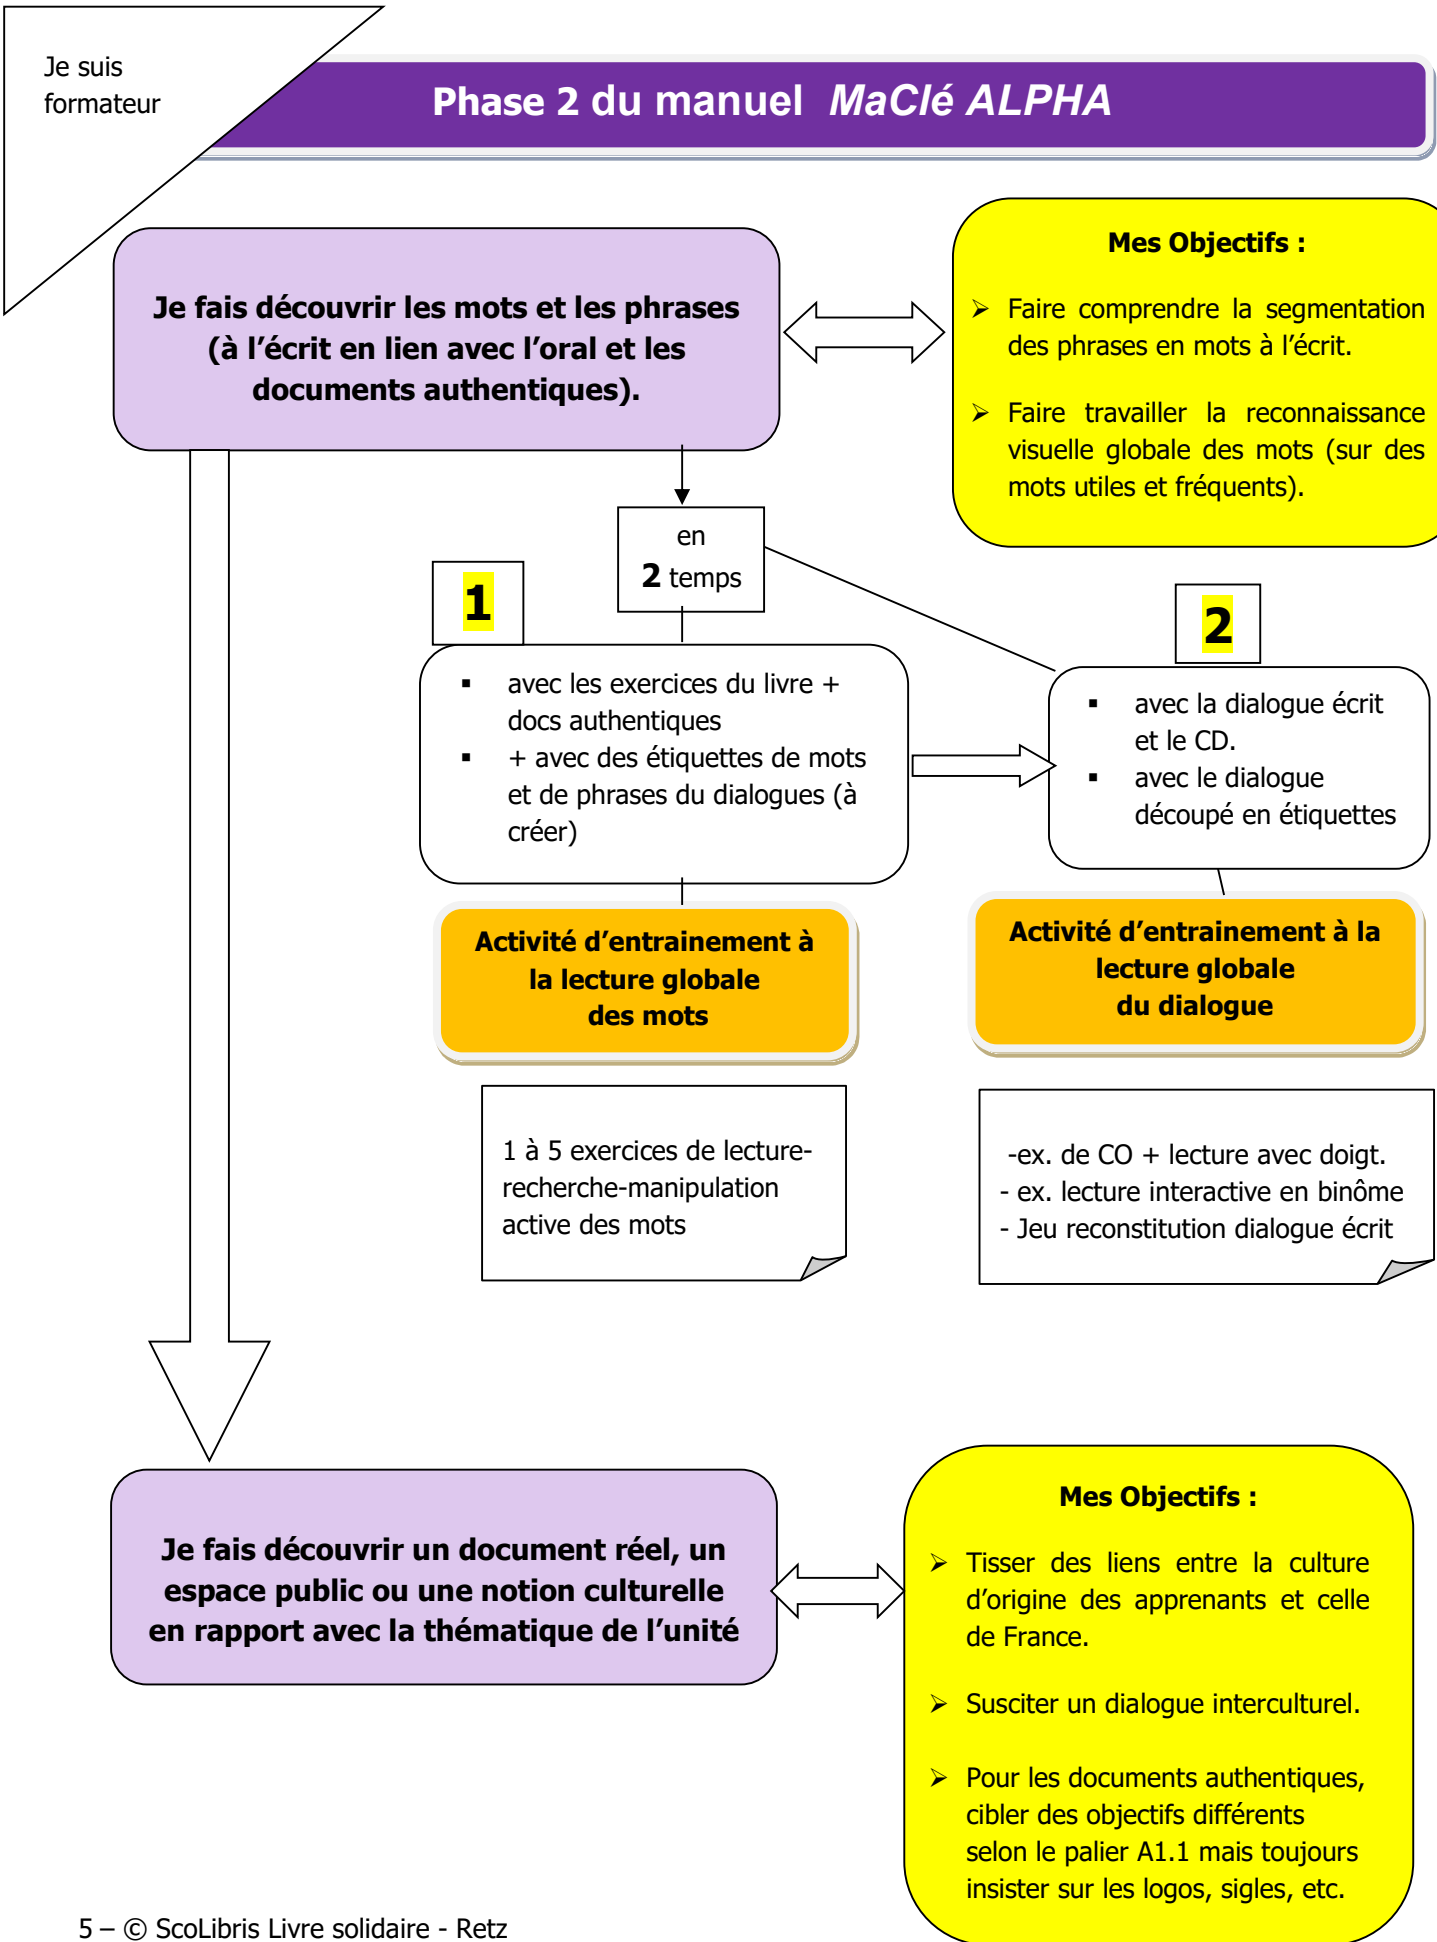 Je suis
formateur
Phase 2 du manuel MaClé ALPHA
Je fais découvrir les mots et les phrases
(à l’écrit en lien avec l’oral et les
documents authentiques).
Mes Objectifs :
➢ Faire comprendre la segmentation
des phrases en mots à l’écrit.
➢ Faire travailler la reconnaissance
visuelle globale des mots (sur des
mots utiles et fréquents).
en
2 temps
1
▪ avec les exercices du livre +
docs authentiques
▪ + avec des étiquettes de mots
et de phrases du dialogues (à
créer)
2
▪ avec la dialogue écrit
et le CD.
▪ avec le dialogue
découpé en étiquettes
Activité d’entrainement à
la lecture globale
des mots
Activité d’entrainement à la
lecture globale
du dialogue
1 à 5 exercices de lecture-
recherche-manipulation
active des mots
-ex. de CO + lecture avec doigt.
- ex. lecture interactive en binôme
- Jeu reconstitution dialogue écrit
Je fais découvrir un document réel, un
espace public ou une notion culturelle
en rapport avec la thématique de l’unité
Mes Objectifs :
➢ Tisser des liens entre la culture
d’origine des apprenants et celle
de France.
➢ Susciter un dialogue interculturel.
➢ Pour les documents authentiques,
cibler des objectifs différents
selon le palier A1.1 mais toujours
insister sur les logos, sigles, etc.
5 – © ScoLibris Livre solidaire - Retz